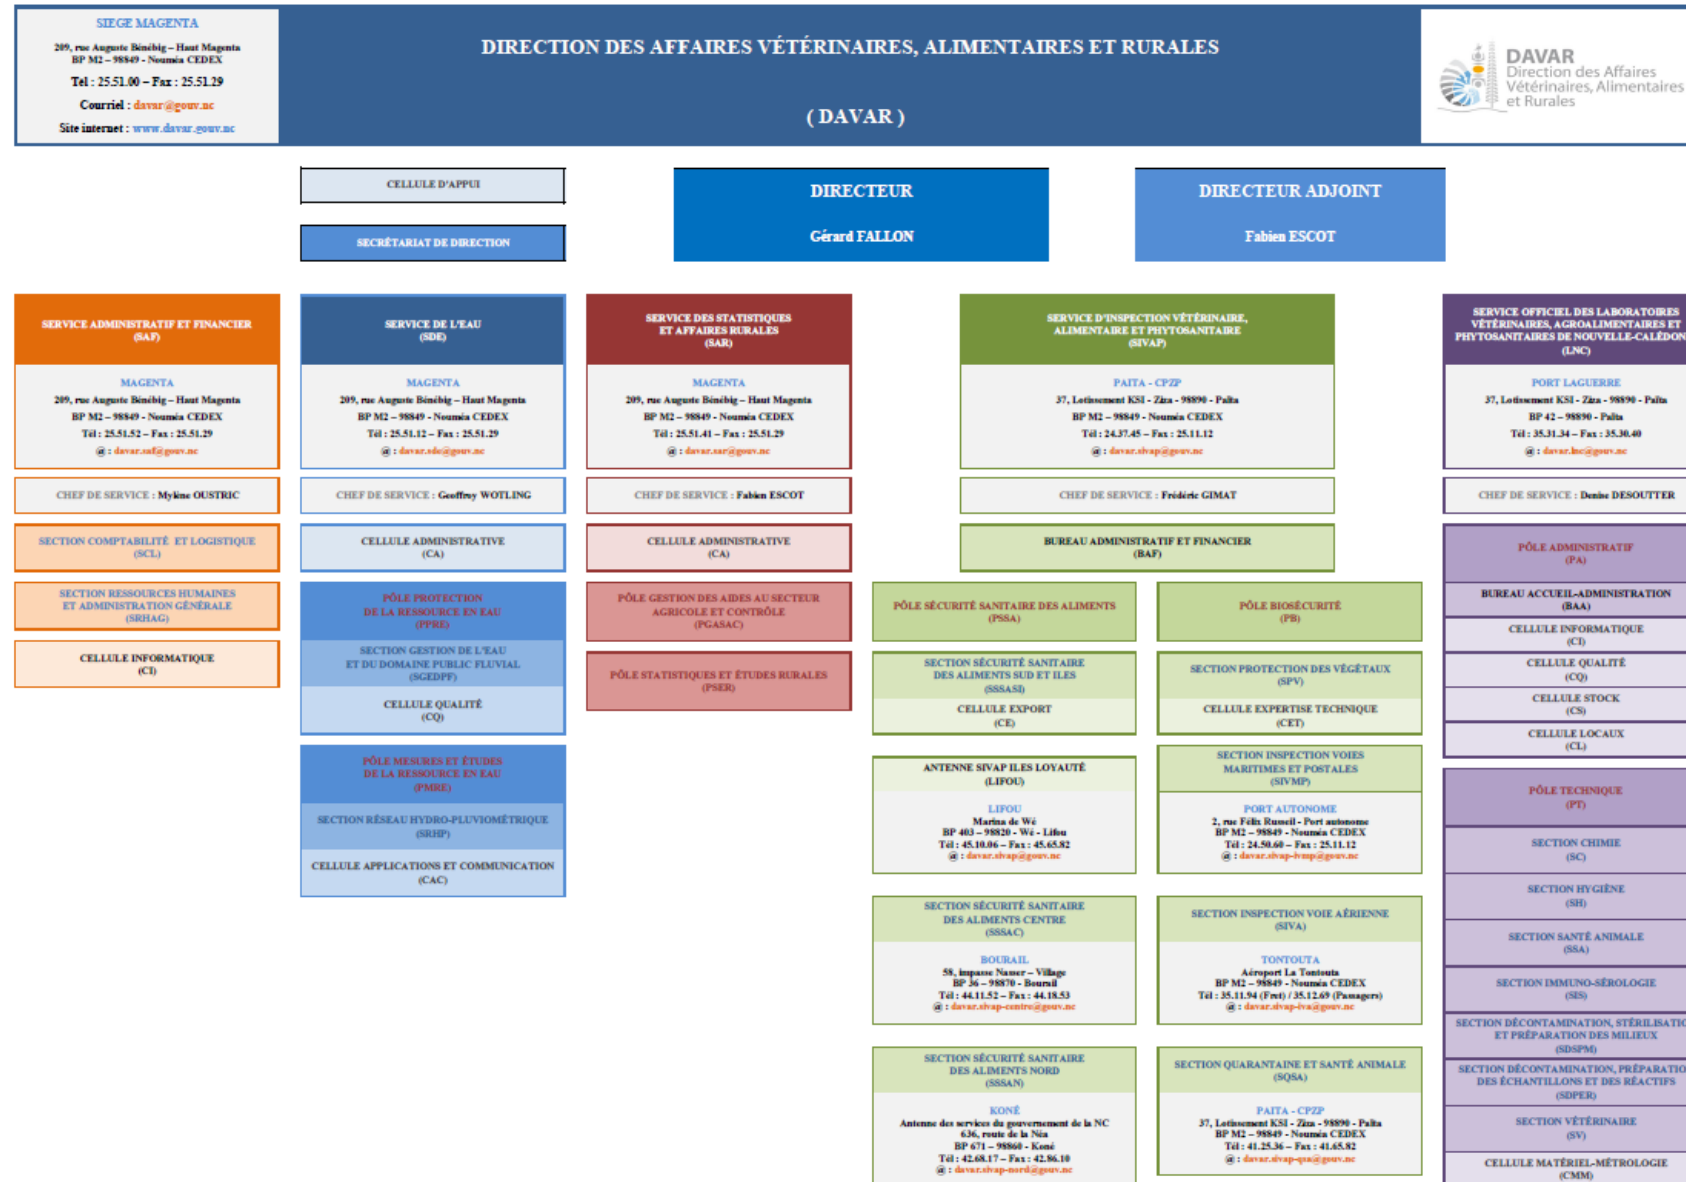 SIEGE MAGENTA
209, rue Auguste Bénébig – Haut Magenta
BP M2 – 98849 - Nouméa CEDEX
Tél : 25.51.00 – Fax : 25.51.29
Courriel : davar@gouv.nc
Site internet : www.davar.gouv.nc
DIRECTION DES AFFAIRES VÉTÉRINAIRES, ALIMENTAIRES ET RURALES
( DAVAR )
DAVAR
Direction des Affaires
Vétérinaires, Alimentaires
et Rurales
CELLULE D'APPUI
SECRÉTARIAT DE DIRECTION
DIRECTEUR
Gérard FALLON
DIRECTEUR ADJOINT
Fabien ESCOT
SERVICE ADMINISTRATIF ET FINANCIER
(SAF)
MAGENTA
209, rue Auguste Bénébig – Haut Magenta
BP M2 – 98849 - Nouméa CEDEX
Tél : 25.51.52 – Fax : 25.51.29
@ : davar.saf@gouv.nc
CHEF DE SERVICE : Mylène OUSTRIC
SECTION COMPTABILITÉ ET LOGISTIQUE
(SCL)
SECTION RESSOURCES HUMAINES
ET ADMINISTRATION GÉNÉRALE
(SRHAG)
CELLULE INFORMATIQUE
(CI)
SERVICE DE L'EAU
(SDE)
MAGENTA
209, rue Auguste Bénébig – Haut Magenta
BP M2 – 98849 - Nouméa CEDEX
Tél : 25.51.12 – Fax : 25.51.29
@ : davar.sde@gouv.nc
CHEF DE SERVICE : Geoffroy WOTLING
CELLULE ADMINISTRATIVE
(CA)
PÔLE PROTECTION
DE LA RESSOURCE EN EAU
(PPRE)
SECTION GESTION DE L'EAU
ET DU DOMAINE PUBLIC FLUVIAL
(SGEDPF)
CELLULE QUALITÉ
(CQ)
PÔLE MESURES ET ÉTUDES
DE LA RESSOURCE EN EAU
(PMRE)
SECTION RÉSEAU HYDRO-PLUVIOMÉTRIQUE
(SRHP)
CELLULE APPLICATIONS ET COMMUNICATION
(CAC)
SERVICE DES STATISTIQUES
ET AFFAIRES RURALES
(SAR)
MAGENTA
209, rue Auguste Bénébig – Haut Magenta
BP M2 – 98849 - Nouméa CEDEX
Tél : 25.51.41 – Fax : 25.51.29
@ : davar.sar@gouv.nc
CHEF DE SERVICE : Fabien ESCOT
CELLULE ADMINISTRATIVE
(CA)
PÔLE GESTION DES AIDES AU SECTEUR
AGRICOLE ET CONTRÔLE
(PGASAC)
PÔLE STATISTIQUES ET ÉTUDES RURALES
(PSER)
SERVICE D'INSPECTION VÉTÉRINAIRE,
ALIMENTAIRE ET PHYTOSANITAIRE
(SIVAP)
PAITA - CPZP
37, Lotissement KSI - Ziza - 98890 - Païta
BP M2 – 98849 - Nouméa CEDEX
Tél : 24.37.45 – Fax : 25.11.12
@ : davar.sivap@gouv.nc
CHEF DE SERVICE : Frédéric GIMAT
BUREAU ADMINISTRATIF ET FINANCIER
(BAF)
PÔLE SÉCURITÉ SANITAIRE DES ALIMENTS
(PSSA)
SECTION SÉCURITÉ SANITAIRE
DES ALIMENTS SUD ET ILES
(SSSASI)
CELLULE EXPORT
(CE)
ANTENNE SIVAP ILES LOYAUTÉ
(LIFOU)
LIFOU
Marina de Wé
BP 403 – 98820 - Wé - Lifou
Tél : 45.10.06 – Fax : 45.65.82
@ : davar.sivap@gouv.nc
SECTION SÉCURITÉ SANITAIRE
DES ALIMENTS CENTRE
(SSSAC)
BOURAIL
58, impasse Nasser – Village
BP 36 – 98870 - Bourail
Tél : 44.11.52 – Fax : 44.18.53
@ : davar.sivap-centre@gouv.nc
SECTION SÉCURITÉ SANITAIRE
DES ALIMENTS NORD
(SSSAN)
KONÉ
Antenne des services du gouvernement de la NC
636, route de la Néa
BP 671 – 98860 - Koné
Tél : 42.68.17 – Fax : 42.86.10
@ : davar.sivap-nord@gouv.nc
PÔLE BIOSÉCURITÉ
(PB)
SECTION PROTECTION DES VÉGÉTAUX
(SPV)
CELLULE EXPERTISE TECHNIQUE
(CET)
SECTION INSPECTION VOIES
MARITIMES ET POSTALES
(SIVMP)
PORT AUTONOME
2, rue Félix Russeil - Port autonome
BP M2 – 98849 - Nouméa CEDEX
Tél : 24.50.60 – Fax : 25.11.12
@ : davar.sivap-ivmp@gouv.nc
SECTION INSPECTION VOIE AÉRIENNE
(SIVA)
TONTOUTA
Aéroport La Tontouta
BP M2 – 98849 - Nouméa CEDEX
Tél : 35.11.94 (Fret) / 35.12.69 (Passagers)
@ : davar.sivap-iva@gouv.nc
SECTION QUARANTAINE ET SANTÉ ANIMALE
(SQSA)
PAITA - CPZP
37, Lotissement KSI - Ziza - 98890 - Païta
BP M2 – 98849 - Nouméa CEDEX
Tél : 41.25.36 – Fax : 41.65.82
@ : davar.sivap-qsa@gouv.nc
SERVICE OFFICIEL DES LABORATOIRES
VÉTÉRINAIRES, AGROALIMENTAIRES ET
PHYTOSANITAIRES DE NOUVELLE-CALÉDON
(LNC)
PORT LAGUERRE
37, Lotissement KSI - Ziza - 98890 - Païta
BP 42 – 98890 - Païta
Tél : 35.31.34 – Fax : 35.30.40
@ : davar.lnc@gouv.nc
CHEF DE SERVICE : Denise DESOUTTER
PÔLE ADMINISTRATIF
(PA)
BUREAU ACCUEIL-ADMINISTRATION
(BAA)
CELLULE INFORMATIQUE
(CI)
CELLULE QUALITÉ
(CQ)
CELLULE STOCK
(CS)
CELLULE LOCAUX
(CL)
PÔLE TECHNIQUE
(PT)
SECTION CHIMIE
(SC)
SECTION HYGIÈNE
(SH)
SECTION SANTÉ ANIMALE
(SSA)
SECTION IMMUNO-SÉROLOGIE
(SIS)
SECTION DÉCONTAMINATION, STÉRILISATIO
ET PRÉPARATION DES MILIEUX
(SDSPM)
SECTION DÉCONTAMINATION, PRÉPARATIO
DES ÉCHANTILLONS ET DES RÉACTIFS
(SDPER)
SECTION VÉTÉRINAIRE
(SV)
CELLULE MATÉRIEL-MÉTROLOGIE
(CMM)